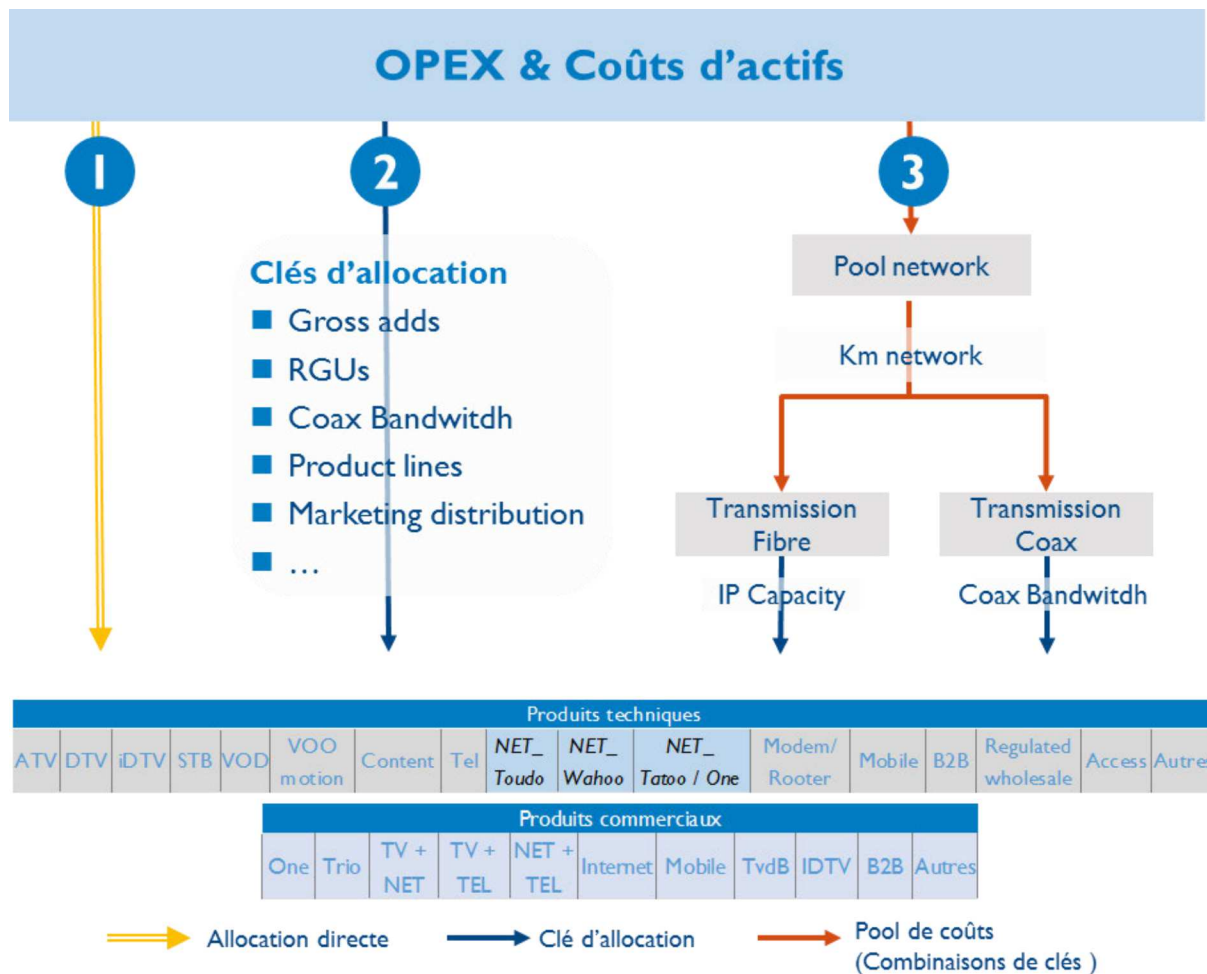 OPEX & Coûts d'actifs
1
2
3
Clés d'allocation
Gross adds
RGUs
Coax Bandwitdh
Product lines
Marketing distribution
...
Pool network
Km network
Transmission
Fibre
Transmission
Coax
IP Capacity
Coax Bandwitdh
Produits techniques
ATV
DTV
iDTV
STB
VOD
VOO
motion
Content
Tel
NET_
Toudo
NET_
Wahoo
NET_
Tatoo / One
Modem/
Rooter
Mobile
B2B
Regulated
wholesale
Access
Autres
Produits commerciaux
One
Trio
TV +
NET
TV +
TEL
NET +
TEL
Internet
Mobile
TvdB
IDTV
B2B
Autres
Allocation directe
Clé d'allocation
Pool de coûts
(Combinaisons de clés )